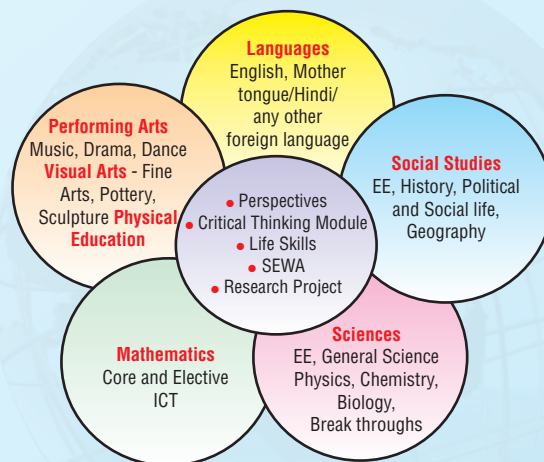 Languages
English, Mother
tongue/Hindi/
any other
foreign language
Performing Arts
Music, Drama, Dance
Visual Arts - Fine
Arts, Pottery,
Sculpture Physical
Education
Social Studies
EE, History, Political
and Social life,
Geography
• Perspectives
• Critical Thinking Module
• Life Skills
• SEWA
• Research Project
Mathematics
Core and Elective
ICT
Sciences
EE, General Science
Physics, Chemistry,
Biology,
Break throughs